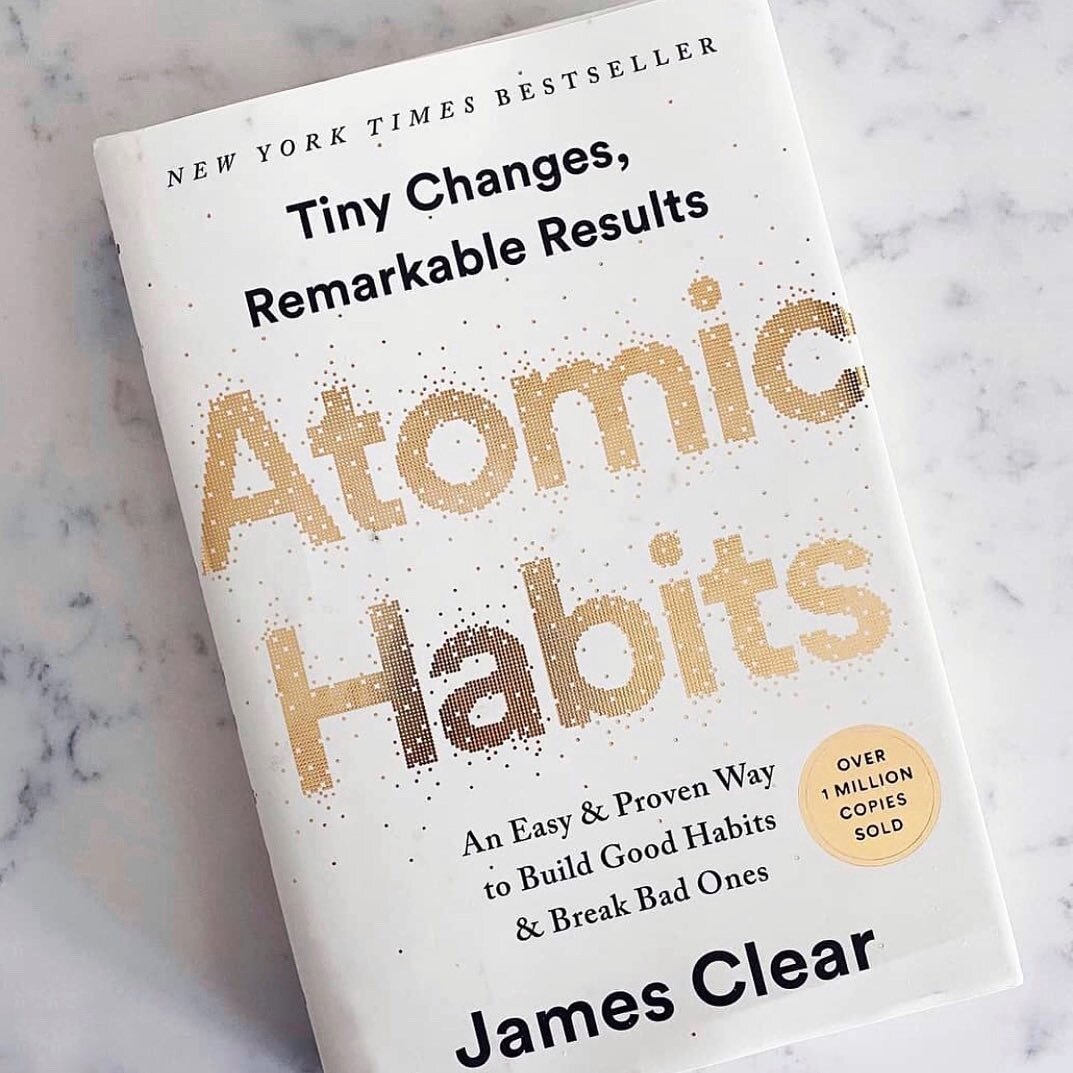 NEW YORK TIMES BESTSELLER
Tiny Changes,
Remarkable Results
Atomic
Habits
An Easy & Proven Way
to Build Good Habits
& Break Bad Ones
OVER
1 MILLION
COPIES
SOLD
James Clear